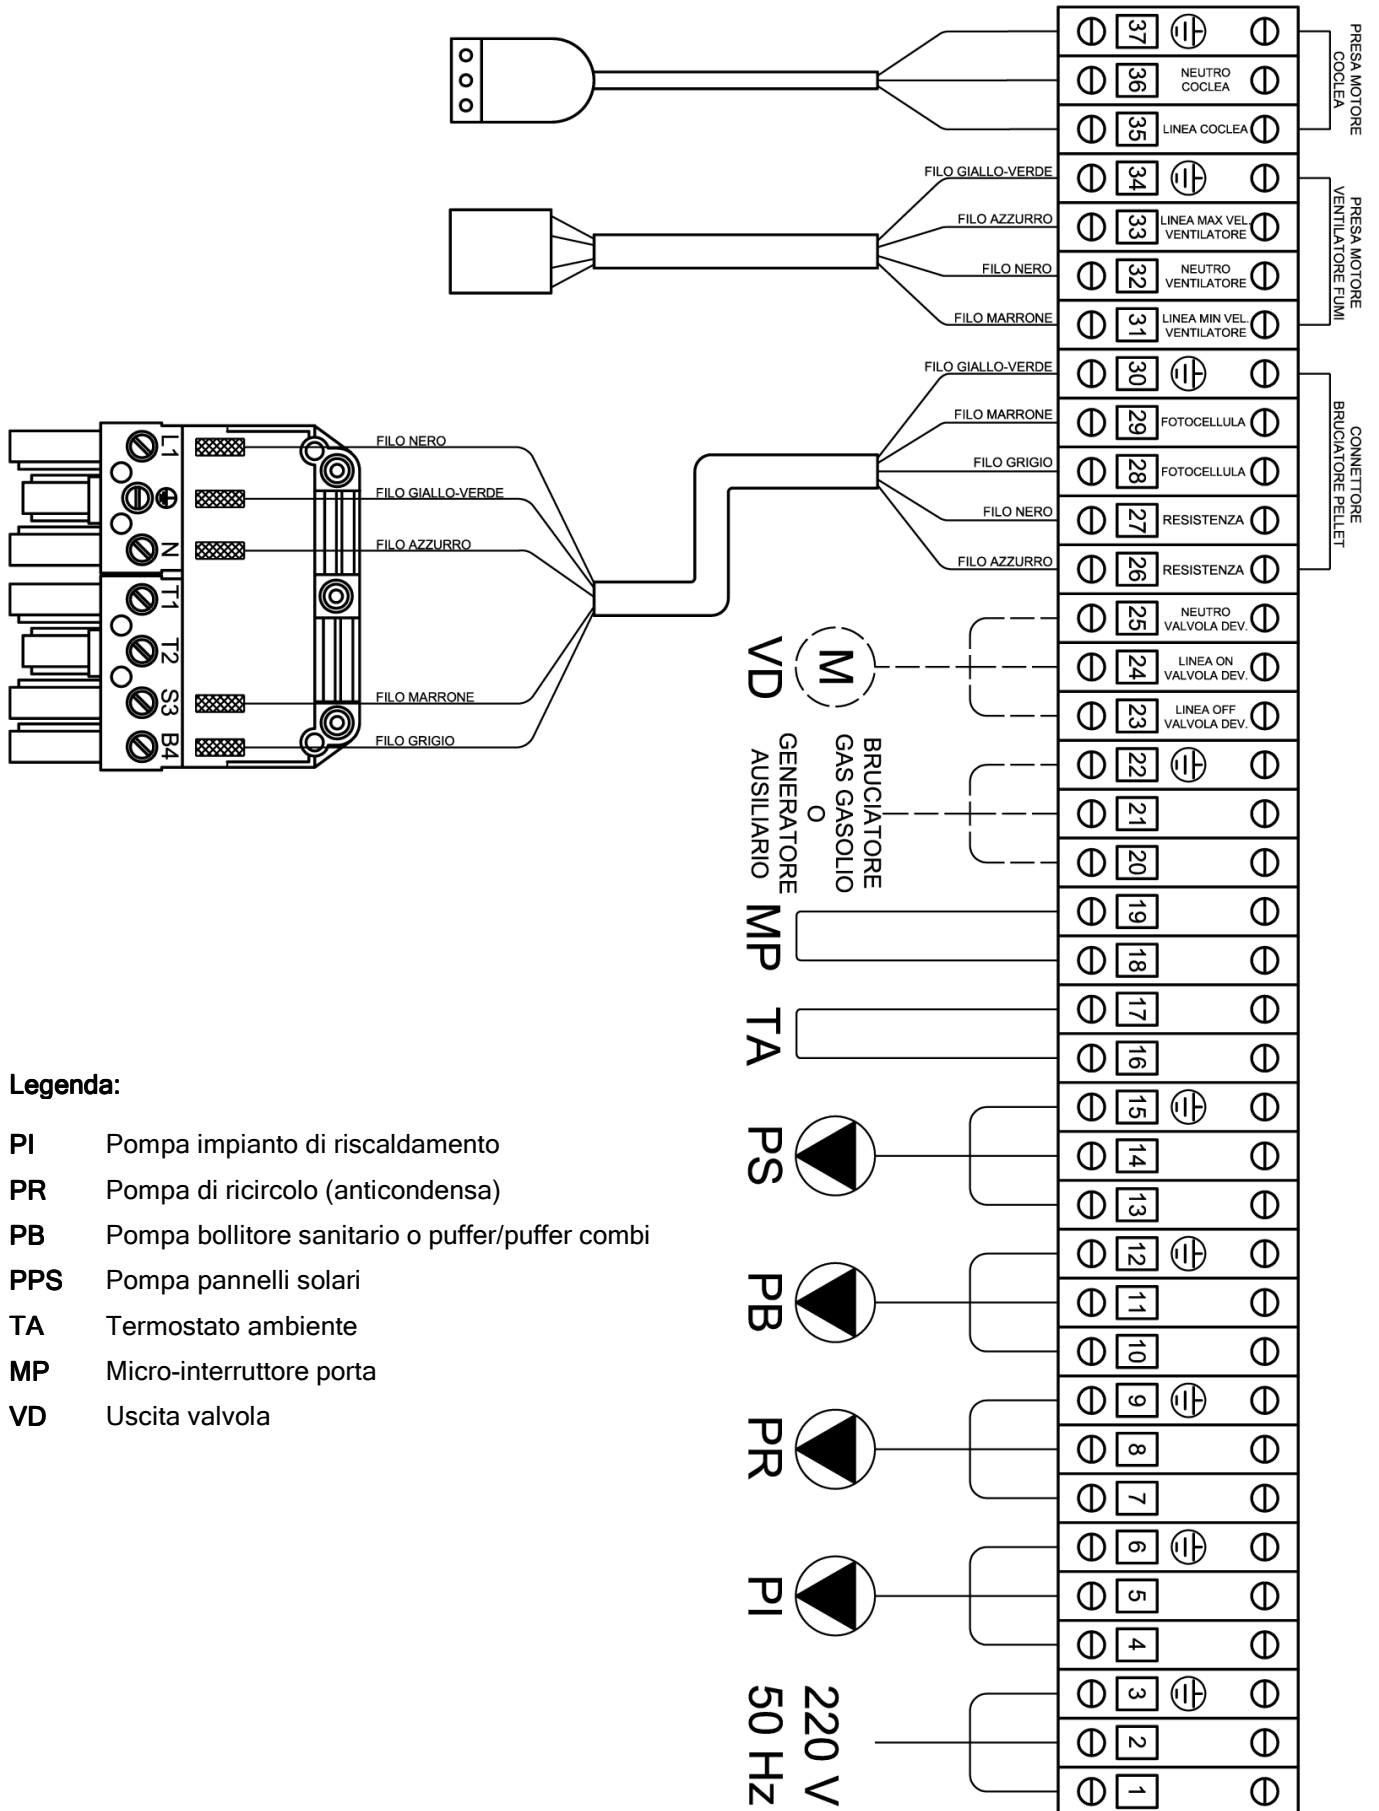 37
36 NEUTRO
COCLEA
35 LINEA COCLEA
PRESA MOTORE
COCLEA
FILO GIALLO-VERDE
34
FILO AZZURRO
33 LINEA MAX VEL.
VENTILATORE
FILO NERO
32 NEUTRO
VENTILATORE
FILO MARRONE
31 LINEA MIN VEL.
VENTILATORE
PRESA MOTORE
VENTILATORE FUMI
FILO GIALLO-VERDE
30
FILO MARRONE
29 FOTOCELLULA
FILO GRIGIO
28 FOTOCELLULA
FILO NERO
27 RESISTENZA
FILO AZZURRO
26 RESISTENZA
CONNETTORE
BRUCIATORE PELLET
L1
FILO NERO
FILO GIALLO-VERDE
N
FILO AZZURRO
T1
T2
S3
FILO MARRONE
B4
FILO GRIGIO
25 NEUTRO
VALVOLA DEV.
24 LINEA ON
VALVOLA DEV.
23 LINEA OFF
VALVOLA DEV.
M
VD
22
21
20
BRUCIATORE
GAS GASOLIO
O
GENERATORE
AUSILIARIO
19
18
MP
17
16
TA
15
14
13
PS
12
11
10
PB
9
8
7
PR
6
5
4
PI
3
2
1
220 V
50 Hz
Legenda:
PI Pompa impianto di riscaldamento
PR Pompa di ricircolo (anticondensa)
PB Pompa bollitore sanitario o puffer/puffer combi
PPS Pompa pannelli solari
TA Termostato ambiente
MP Micro-interruttore porta
VD Uscita valvola